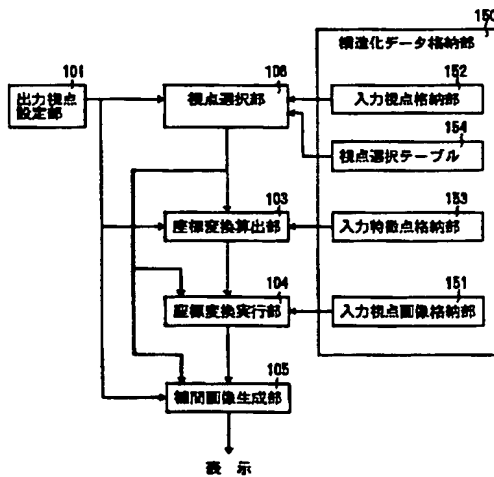 150
構造化データ格納部
101
出力視点
設定部
106
視点選択部
152
入力視点格納部
154
視点選択テーブル
103
座標変換算出部
153
入力特徴点格納部
104
座標変換実行部
151
入力視点画像格納部
105
補間画像生成部
表 示